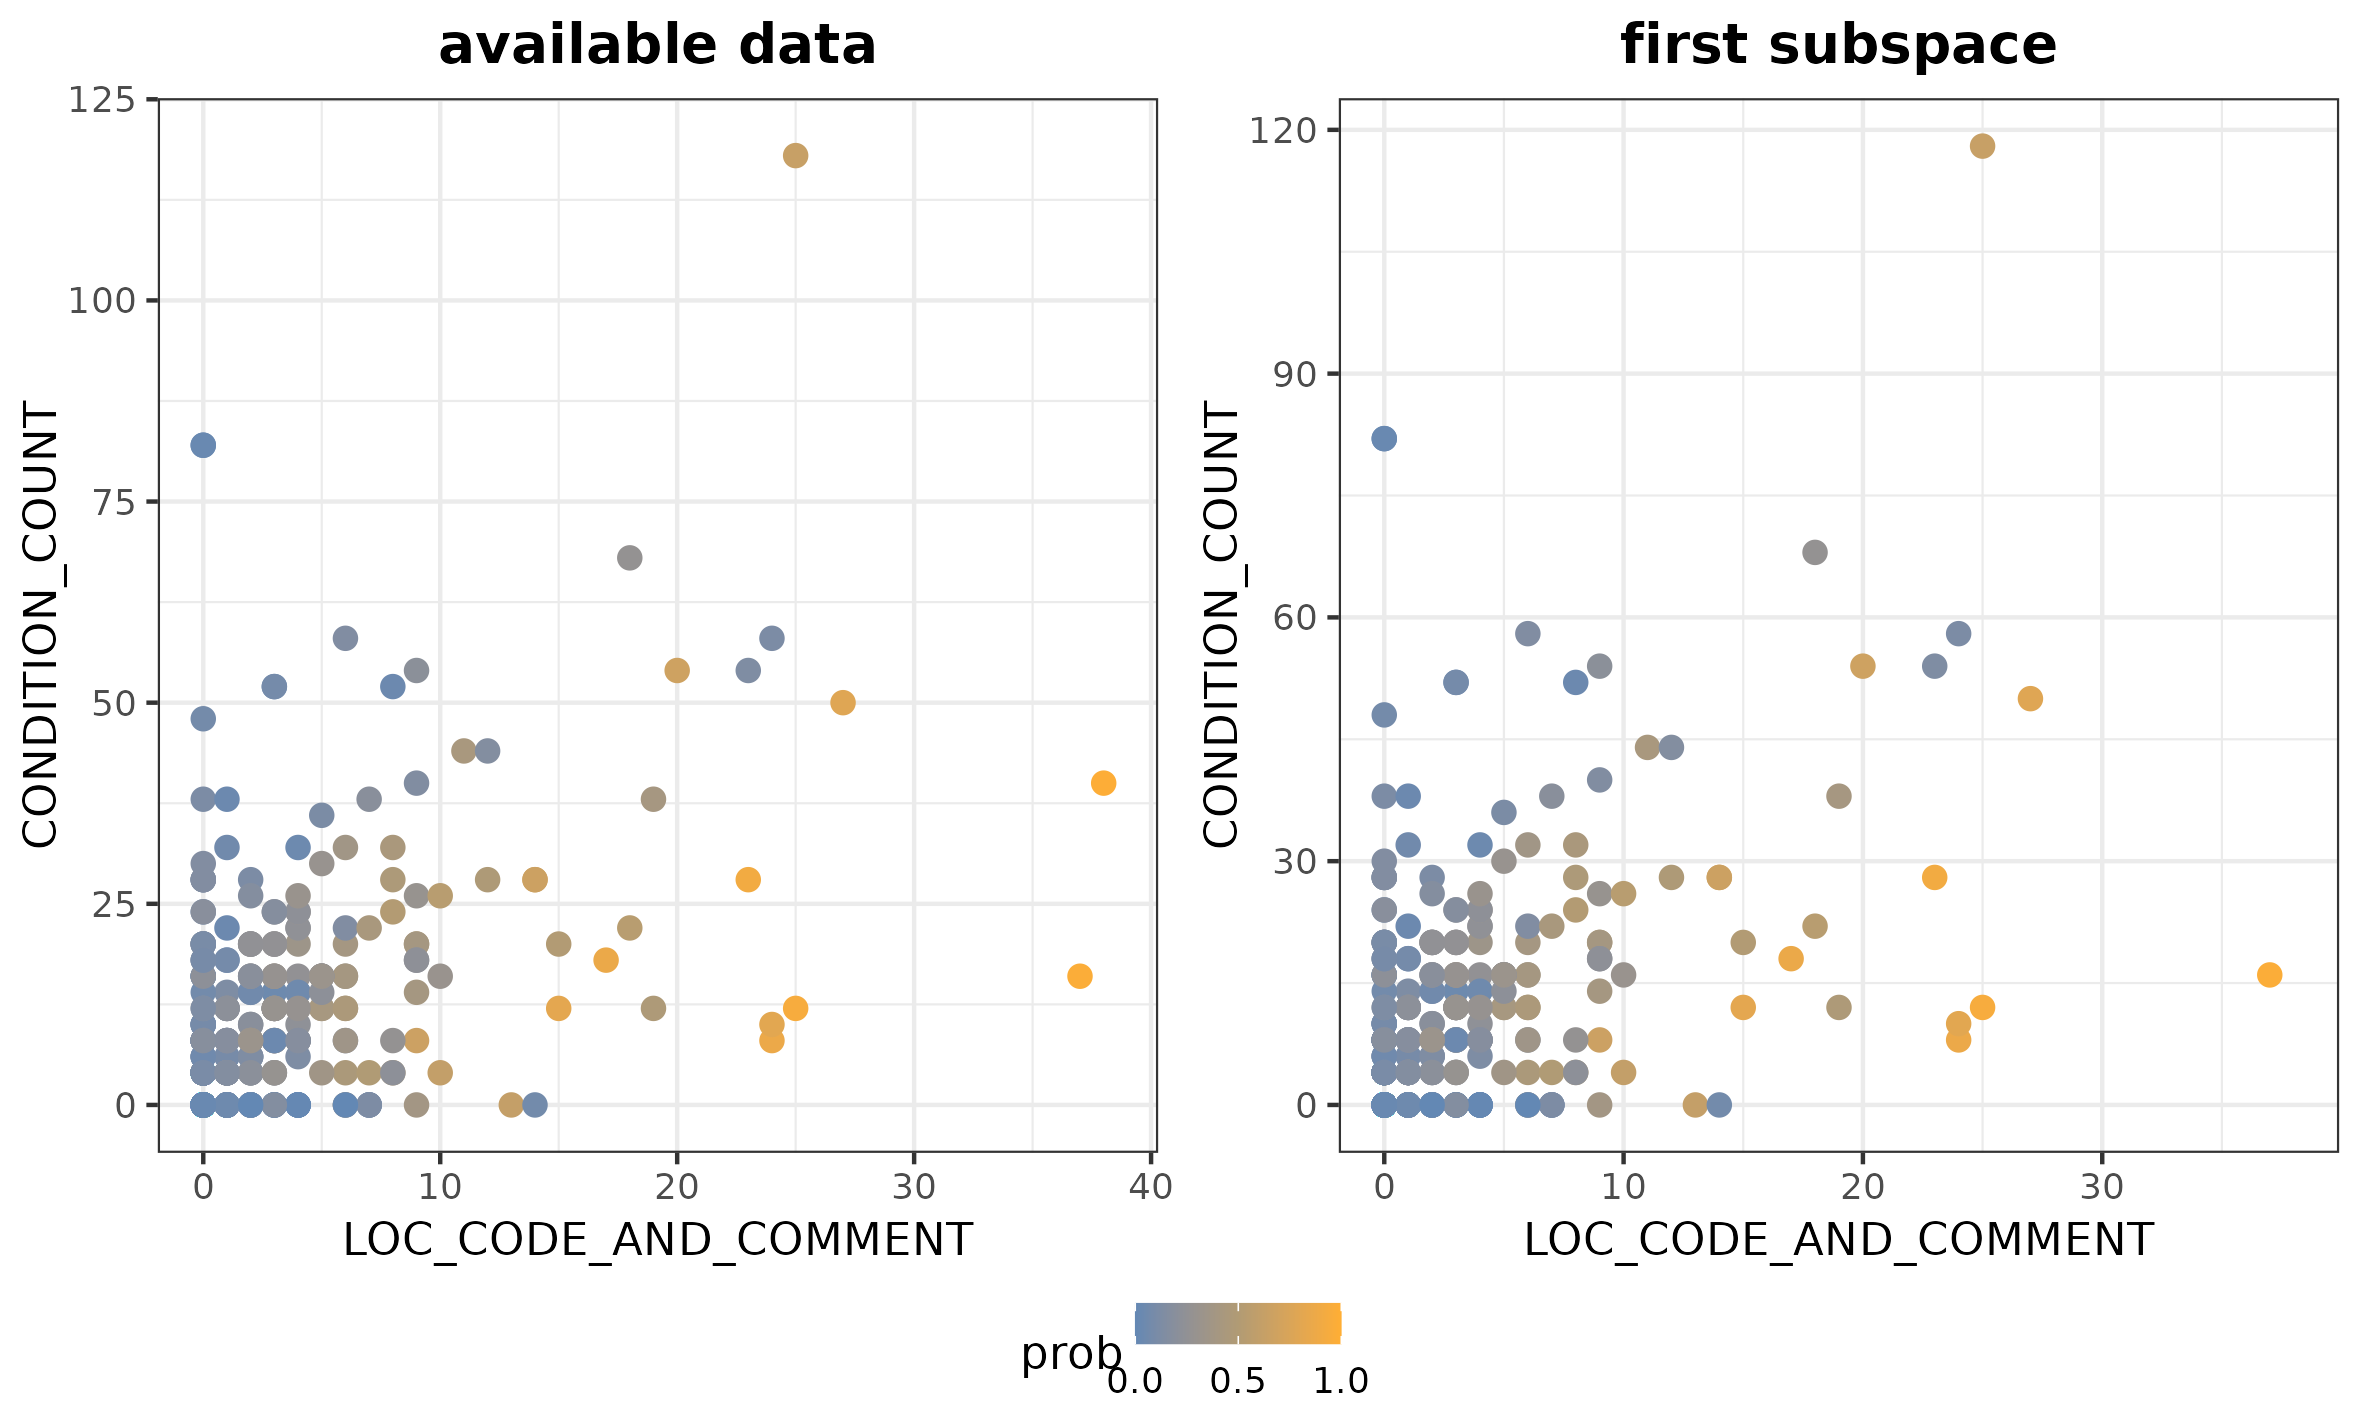 available data
first subspace
125
100
75
50
25
0
CONDITION_COUNT
0 10 20 30 40
LOC_CODE_AND_COMMENT
120
90
60
30
0
CONDITION_COUNT
0 10 20 30
LOC_CODE_AND_COMMENT
prob
0.0 0.5 1.0